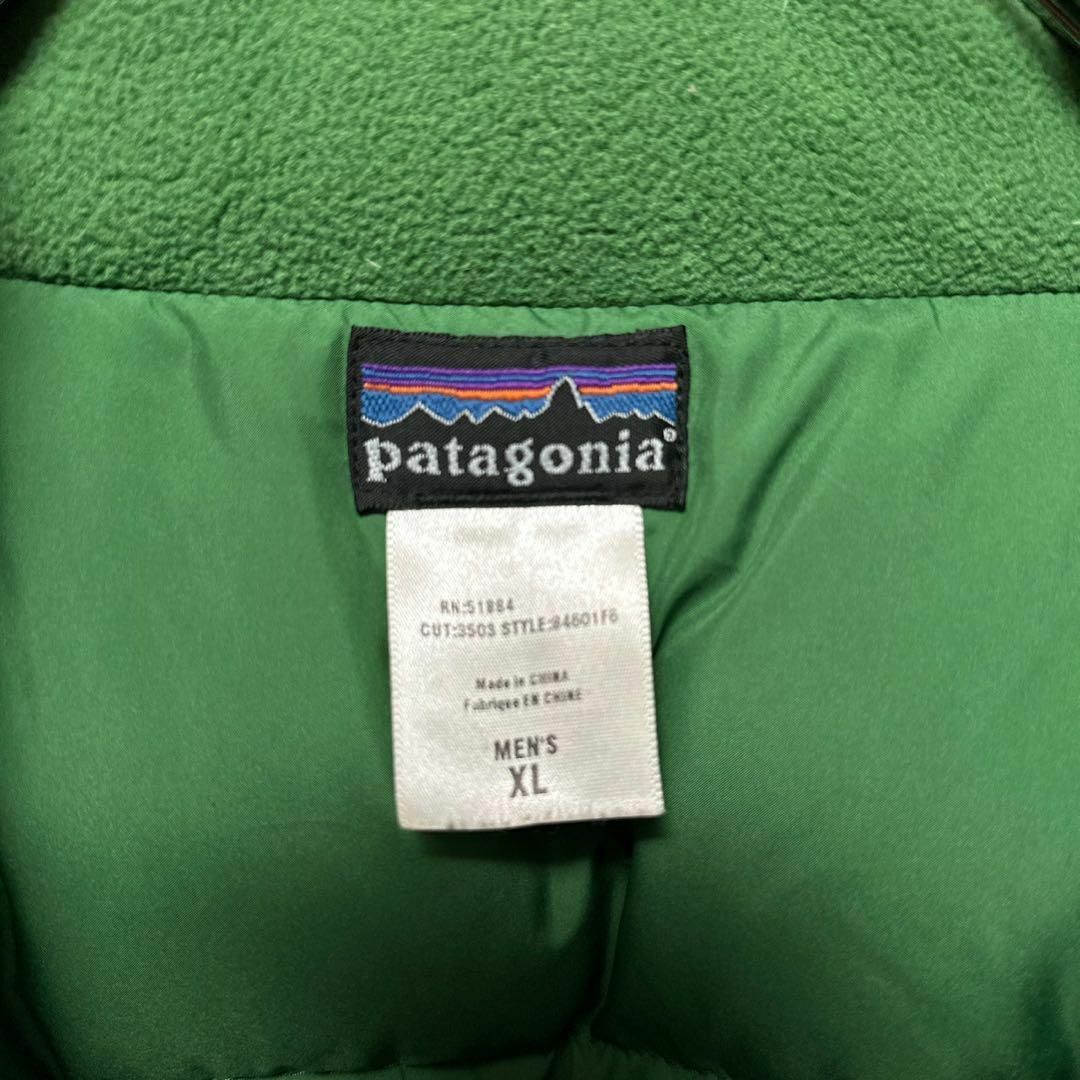 patagonia®
RN:51884
CUT:3503 STYLE:84601F6
Made in CHINA
Fabriqué EN CHINE
MEN'S
XL